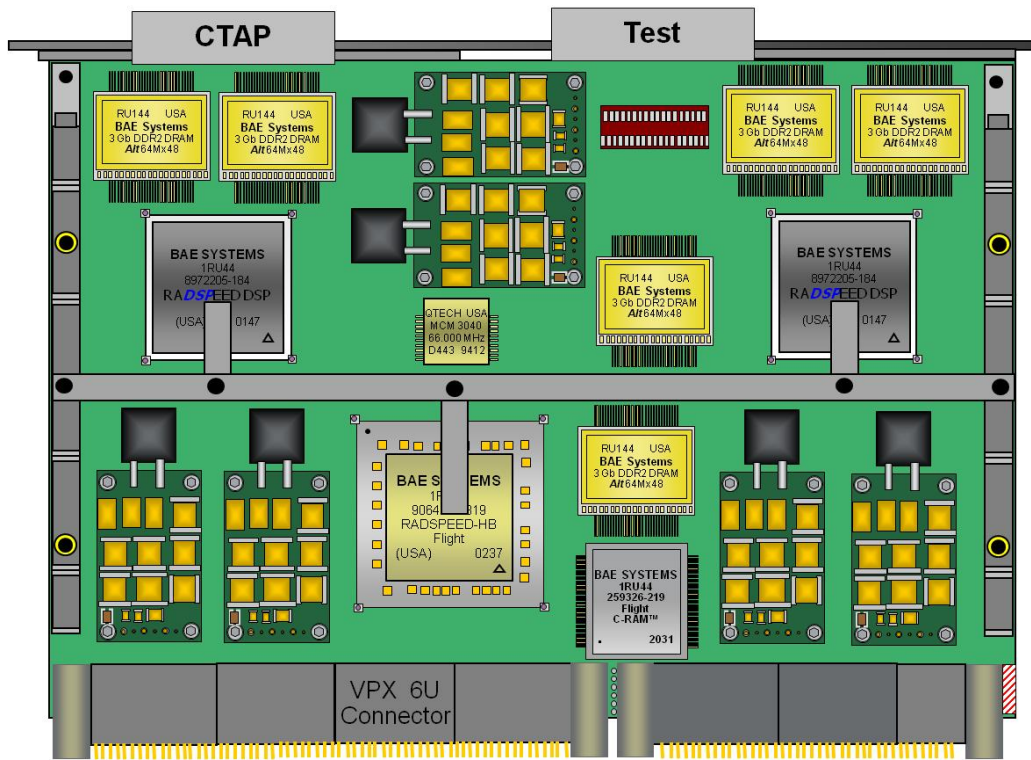 CTAP
Test
RU144 USA
BAE Systems
3 Gb DDR2 DRAM
Alt64Mx48
RU144 USA
BAE Systems
3 Gb DDR2 DRAM
Alt64Mx48
RU144 USA
BAE Systems
3 Gb DDR2 DRAM
Alt64Mx48
RU144 USA
BAE Systems
3 Gb DDR2 DRAM
Alt64Mx48
BAE SYSTEMS
1RU44
8972205-184
RADSPEED DSP
(USA) 0147
RU144 USA
BAE Systems
3 Gb DDR2 DRAM
Alt64Mx48
BAE SYSTEMS
1RU44
8972205-184
RADSPEED DSP
(USA) 0147
QTECH USA
MCM 3040
66.000 MHz
D443 9412
RU144 USA
BAE Systems
3 Gb DDR2 DRAM
Alt64Mx48
BAE SYSTEMS
RADSPEED-HB
Flight
(USA) 0237
BAE SYSTEMS
1RU44
259326-219
Flight
C-RAM™
2031
VPX 6U
Connector